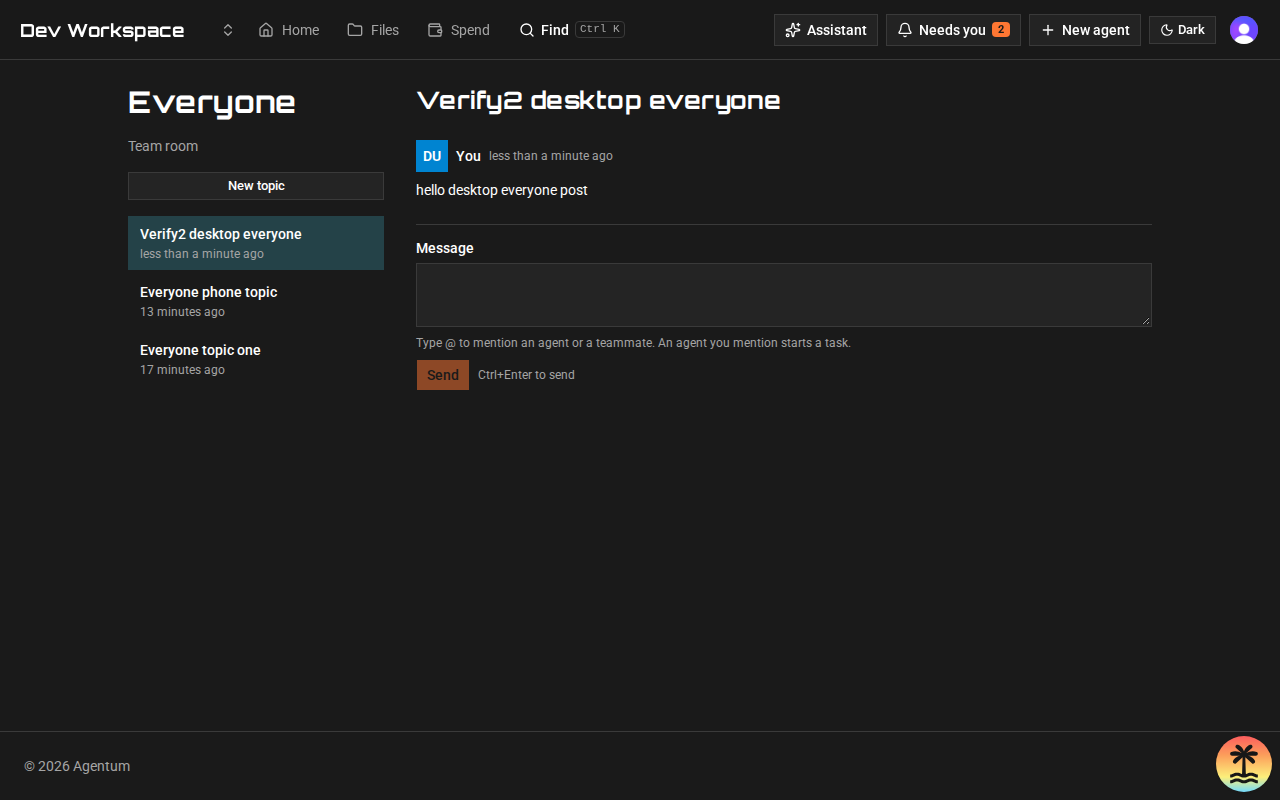 Dev Workspace
Home
Files
Spend
Find Ctrl K
Assistant
Needs you 2
New agent
Dark
Everyone
Team room
New topic
Verify2 desktop everyone
less than a minute ago
Everyone phone topic
13 minutes ago
Everyone topic one
17 minutes ago
Verify2 desktop everyone
DU You less than a minute ago
hello desktop everyone post
Message
Type @ to mention an agent or a teammate. An agent you mention starts a task.
Send Ctrl+Enter to send
© 2026 Agentum